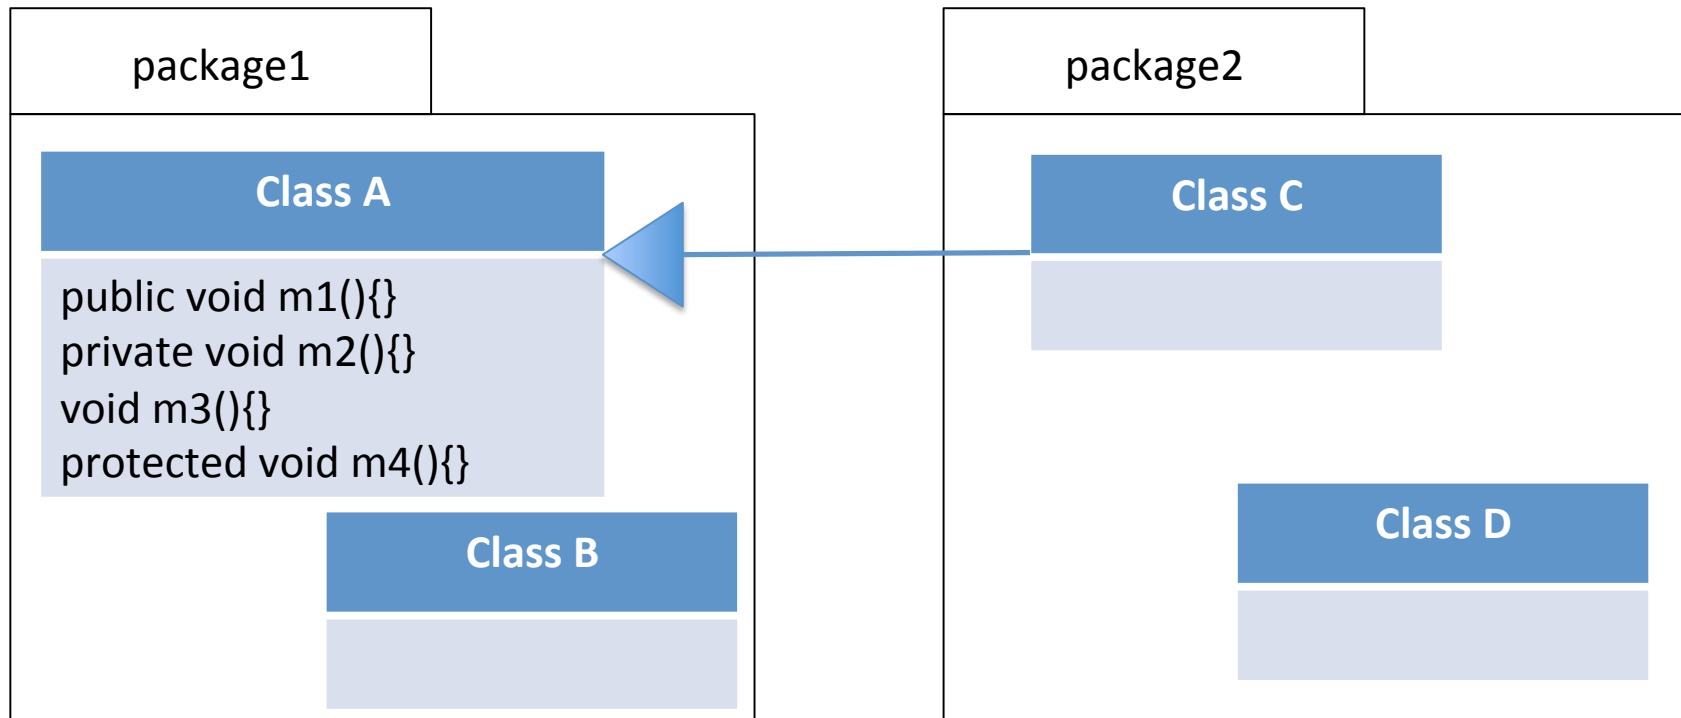 package1
Class A
public void m1(){}
private void m2(){}
void m3(){}
protected void m4(){}
Class B
package2
Class C
Class D